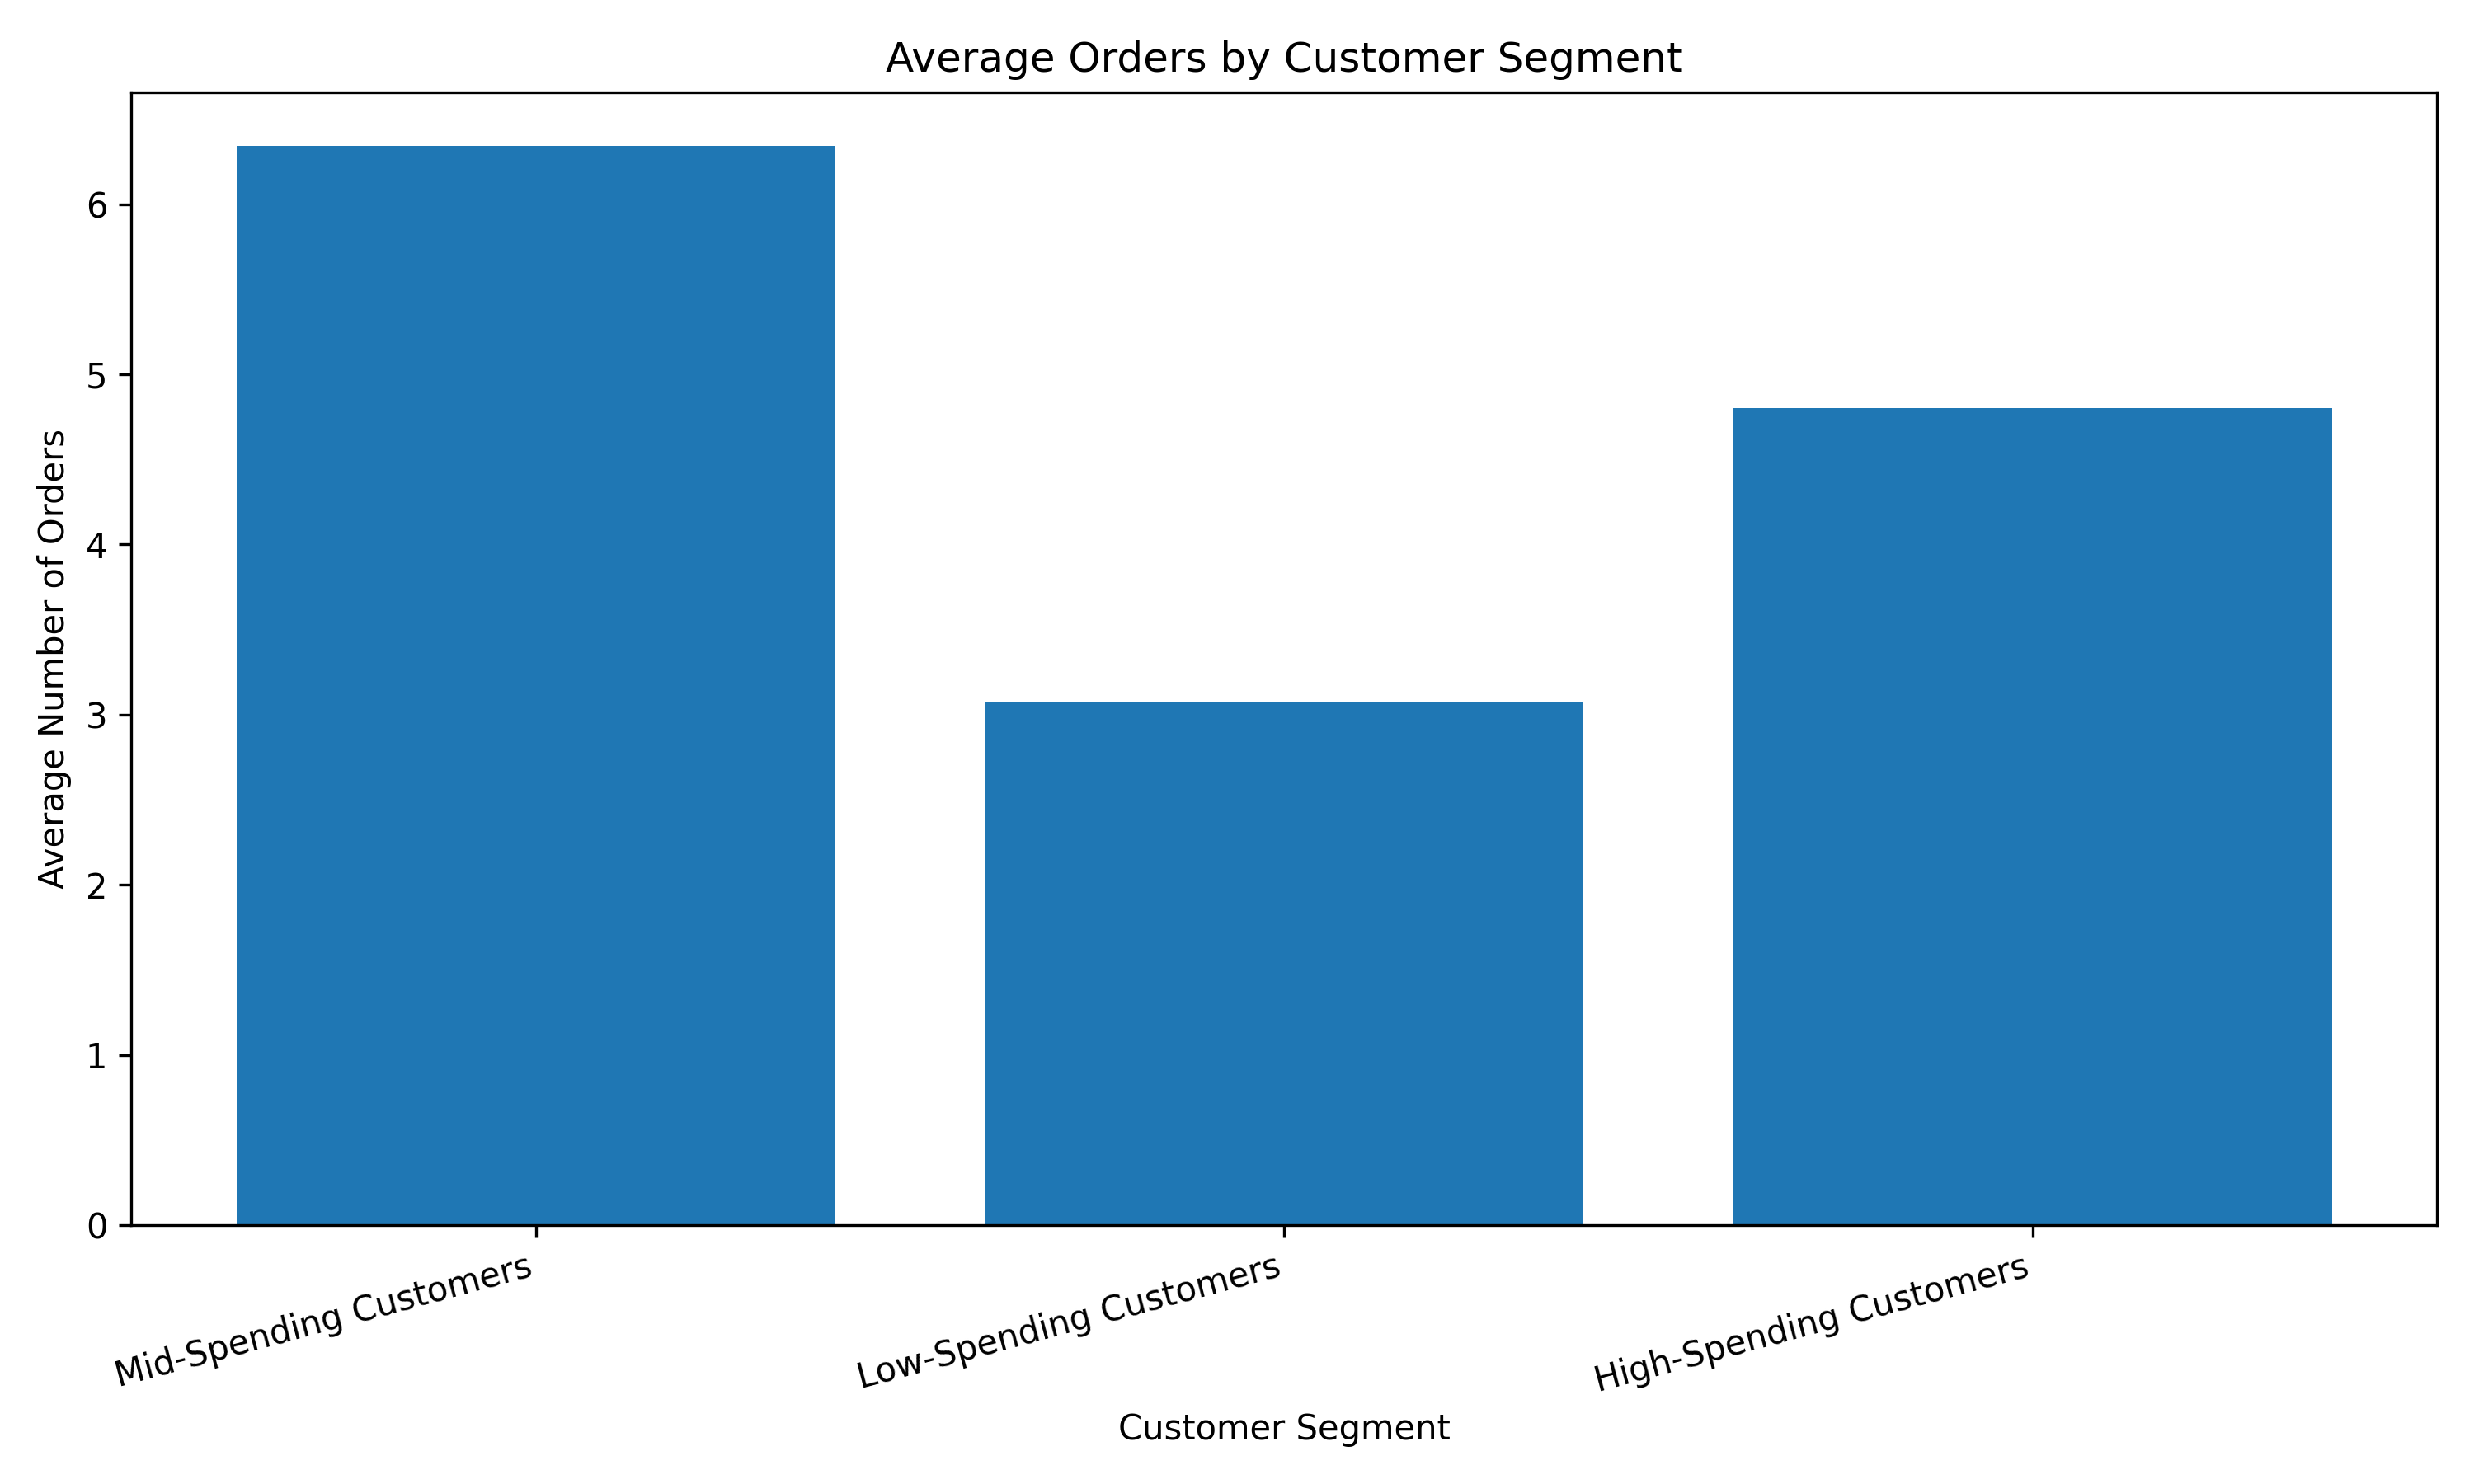 Average Orders by Customer Segment
Average Number of Orders
6
5
4
3
2
1
0
Mid-Spending Customers
Low-Spending Customers
High-Spending Customers
Customer Segment